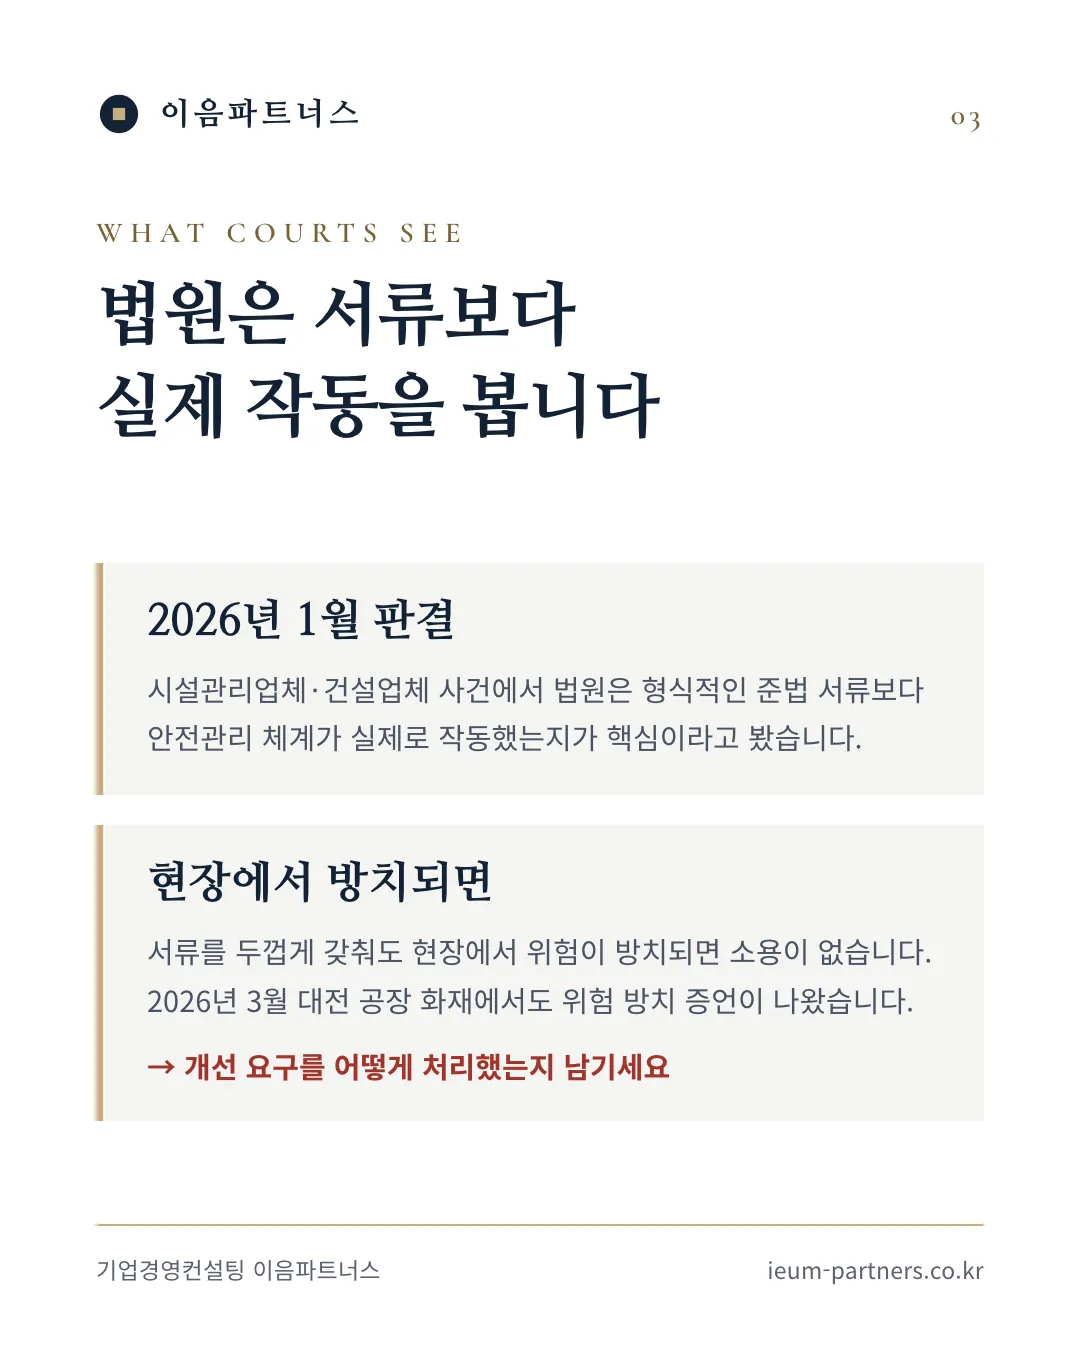 이음파트너스
03
WHAT COURTS SEE
법원은 서류보다
실제 작동을 봅니다
2026년 1월 판결
시설관리업체·건설업체 사건에서 법원은 형식적인 준법 서류보다
안전관리 체계가 실제로 작동했는지가 핵심이라고 봤습니다.
현장에서 방치되면
서류를 두껍게 갖춰도 현장에서 위험이 방치되면 소용이 없습니다.
2026년 3월 대전 공장 화재에서도 위험 방치 증언이 나왔습니다.
→ 개선 요구를 어떻게 처리했는지 남기세요
기업경영컨설팅 이음파트너스
ieum-partners.co.kr